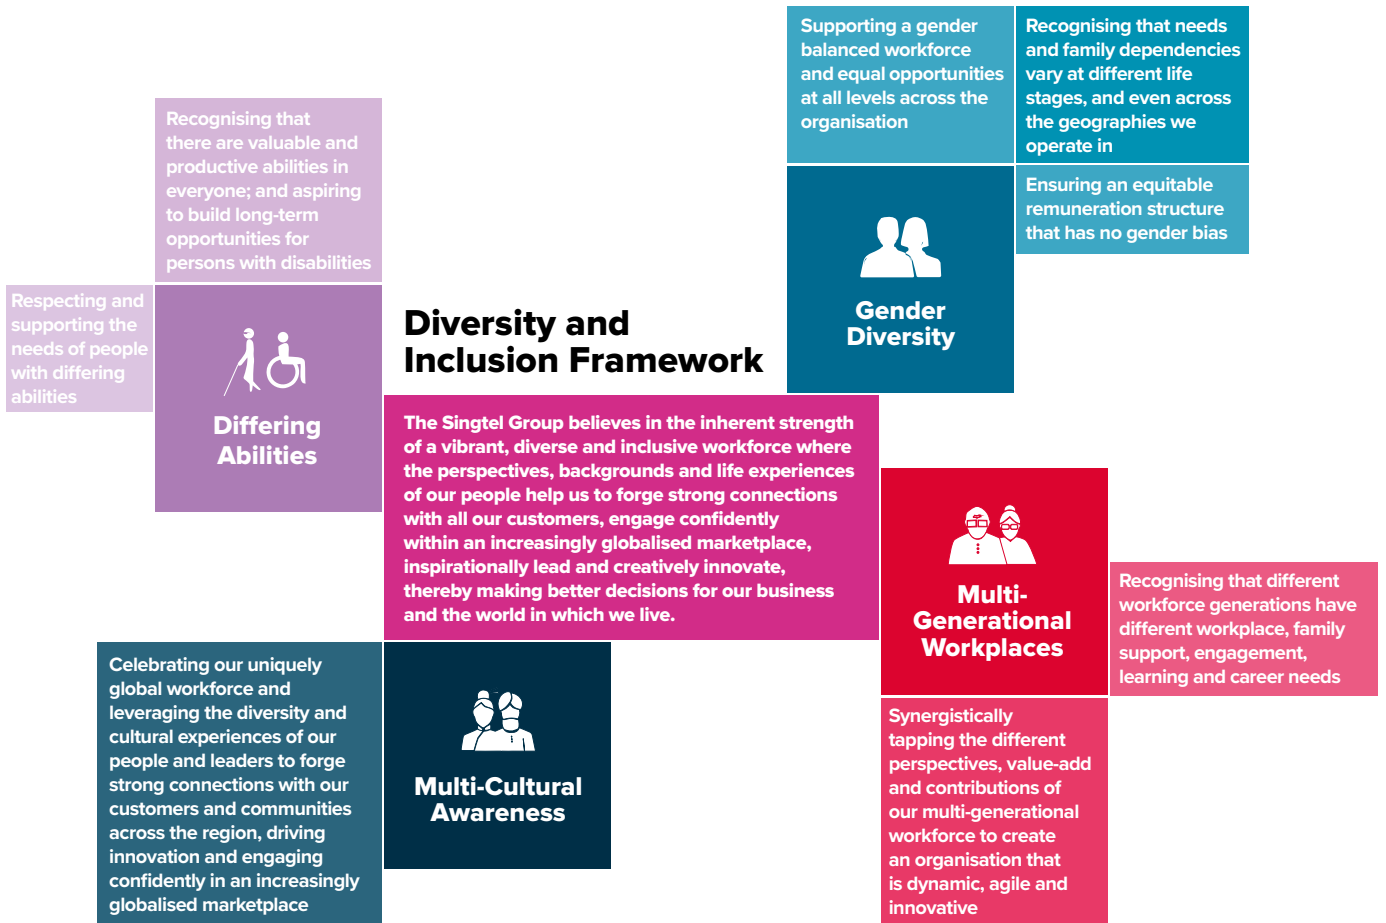 Diversity and
Inclusion Framework
The Singtel Group believes in the inherent strength
of a vibrant, diverse and inclusive workforce where
the perspectives, backgrounds and life experiences
of our people help us to forge strong connections
with all our customers, engage confidently
within an increasingly globalised marketplace,
inspirationally lead and creatively innovate,
thereby making better decisions for our business
and the world in which we live.
Recognising that
there are valuable and
productive abilities in
everyone; and aspiring
to build long-term
opportunities for
persons with disabilities
Respecting and
supporting the
needs of people
with differing
abilities
Differing
Abilities
Supporting a gender
balanced workforce
and equal opportunities
at all levels across the
organisation
Recognising that needs
and family dependencies
vary at different life
stages, and even across
the geographies we
operate in
Ensuring an equitable
remuneration structure
that has no gender bias
Gender
Diversity
Multi-
Generational
Workplaces
Recognising that different
workforce generations have
different workplace, family
support, engagement,
learning and career needs
Synergistically
tapping the different
perspectives, value-add
and contributions of
our multi-generational
workforce to create
an organisation that
is dynamic, agile and
innovative
Celebrating our uniquely
global workforce and
leveraging the diversity and
cultural experiences of our
people and leaders to forge
strong connections with our
customers and communities
across the region, driving
innovation and engaging
confidently in an increasingly
globalised marketplace
Multi-Cultural
Awareness